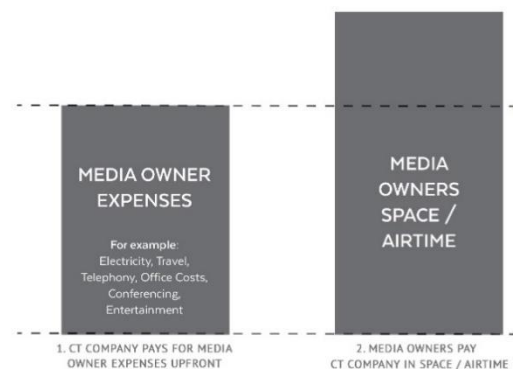 MEDIA OWNER
EXPENSES
For example:
Electricity, Travel,
Telephony, Office Costs,
Conferencing,
Entertainment
1. CT COMPANY PAYS FOR MEDIA
OWNER EXPENSES UPFRONT
MEDIA
OWNERS
SPACE /
AIRTIME
2. MEDIA OWNERS PAY
CT COMPANY IN SPACE / AIRTIME